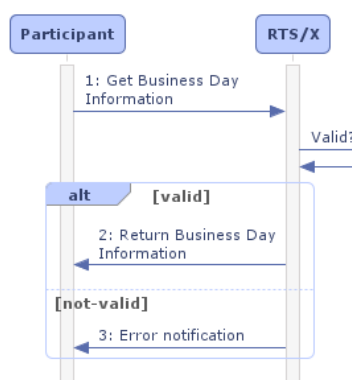 Participant
RTS/X
1: Get Business Day
Information
Valid?
alt
[valid]
2: Return Business Day
Information
[not-valid]
3: Error notification